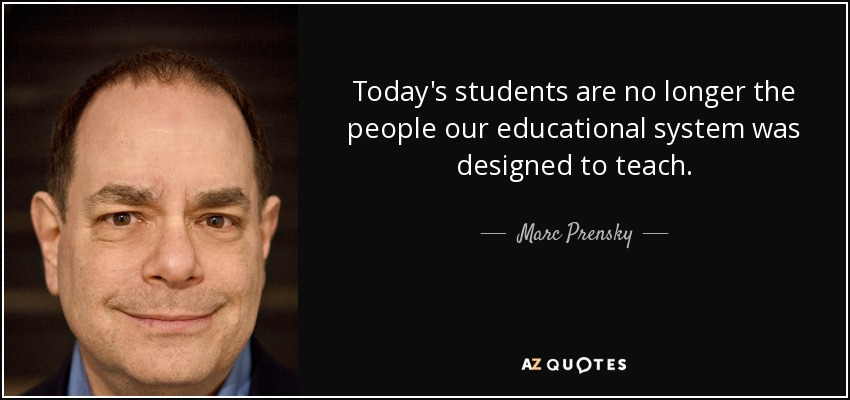 Today's students are no longer the
people our educational system was
designed to teach.
Marc Prensky
AZ QUOTES